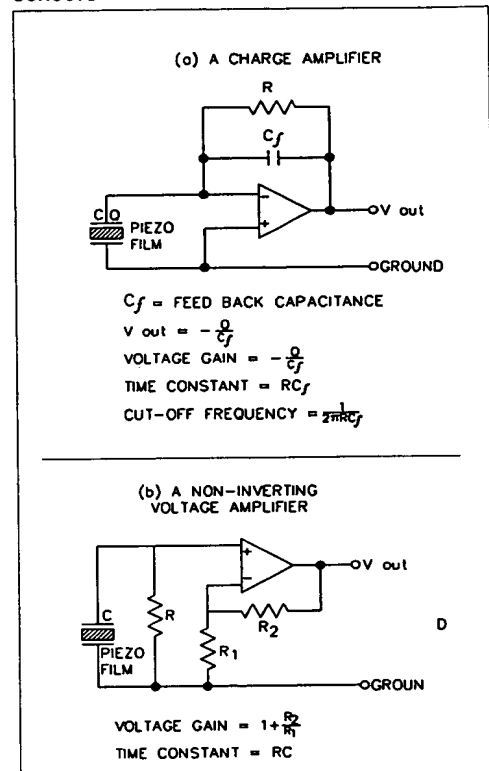 (a) A CHARGE AMPLIFIER
R
Cf
C Q
PIEZO
FILM
−
+
V out
GROUND
Cf = FEED BACK CAPACITANCE
V out = -Q/Cf
VOLTAGE GAIN = -Q/Cf
TIME CONSTANT = RCf
CUT-OFF FREQUENCY = 1/2πRCf
(b) A NON-INVERTING
VOLTAGE AMPLIFIER
+
−
V out
C
R
R2
D
PIEZO
FILM
R1
GROUN
VOLTAGE GAIN = 1+R2/R1
TIME CONSTANT = RC